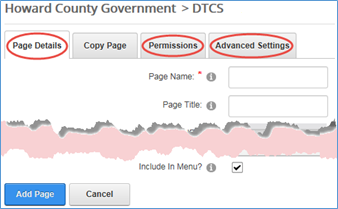 Howard County Government > DTCS
Page Details Copy Page Permissions Advanced Settings
Page Name: *
Page Title:
Include In Menu?
Add Page Cancel